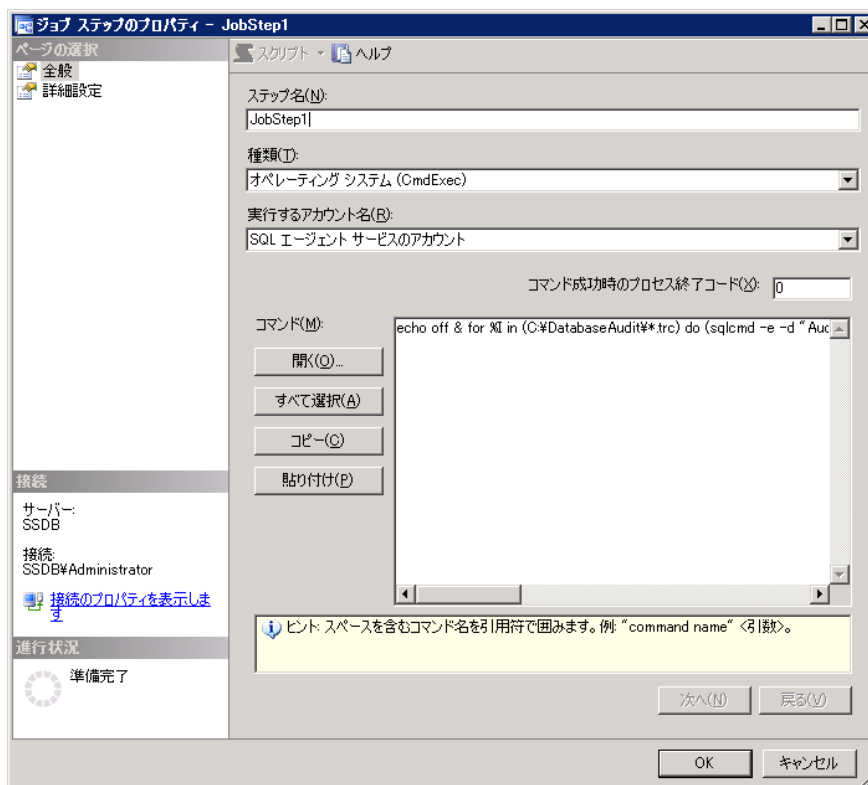 ジョブ ステップのプロパティ - JobStep1
ページの選択
全般
詳細設定
スクリプト
ヘルプ
ステップ名(N):
JobStep1
種類(T):
オペレーティング システム (CmdExec)
実行するアカウント名(R):
SQL エージェント サービスのアカウント
コマンド成功時のプロセス終了コード(X):
0
コマンド(M):
echo off & for %I in (C:¥DatabaseAudit¥*.trc) do (sqlcmd -e -d "Auc
開く(O)...
すべて選択(A)
コピー(C)
貼り付け(P)
接続
サーバー:
SSDB
接続:
SSDB¥Administrator
接続のプロパティを表示しま
す
進行状況
準備完了
ヒント: スペースを含むコマンド名を引用符で囲みます。例: "command name" <引数>。
次へ(N)
戻る(V)
OK
キャンセル